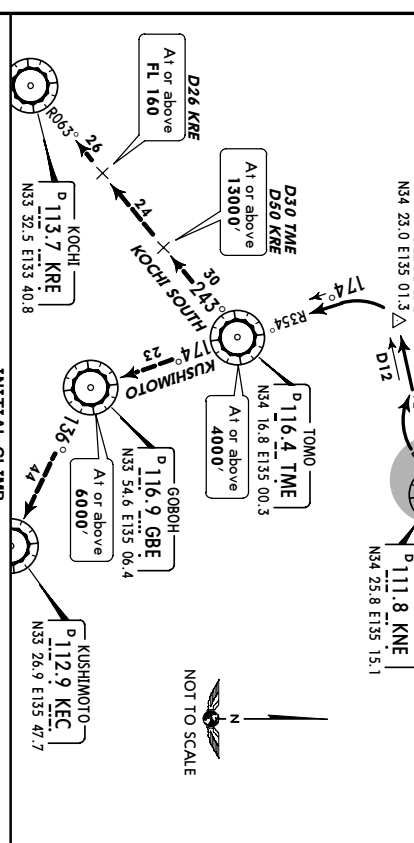 N34 23.0 E135 01.3
D12
D 111.8 KNE
N34 25.8 E135 15.1
174°
R354°
TOMO
D 116.4 TME
N34 16.8 E135 00.3
At or above
4000'
D30 TME
D50 KRE
At or above
13000'
D26 KRE
At or above
FL 160
30
243°
KOCHI SOUTH
24
26
R063°
KOCHI
D 113.7 KRE
N33 32.5 E133 40.8
174°
KUSHIMOTO
23
GOBOH
D 116.9 GBE
N33 54.6 E135 06.4
At or above
6000'
136°
44
KUSHIMOTO
D 112.9 KEC
N33 26.9 E135 47.7
N
NOT TO SCALE
INITIAL CLIMB